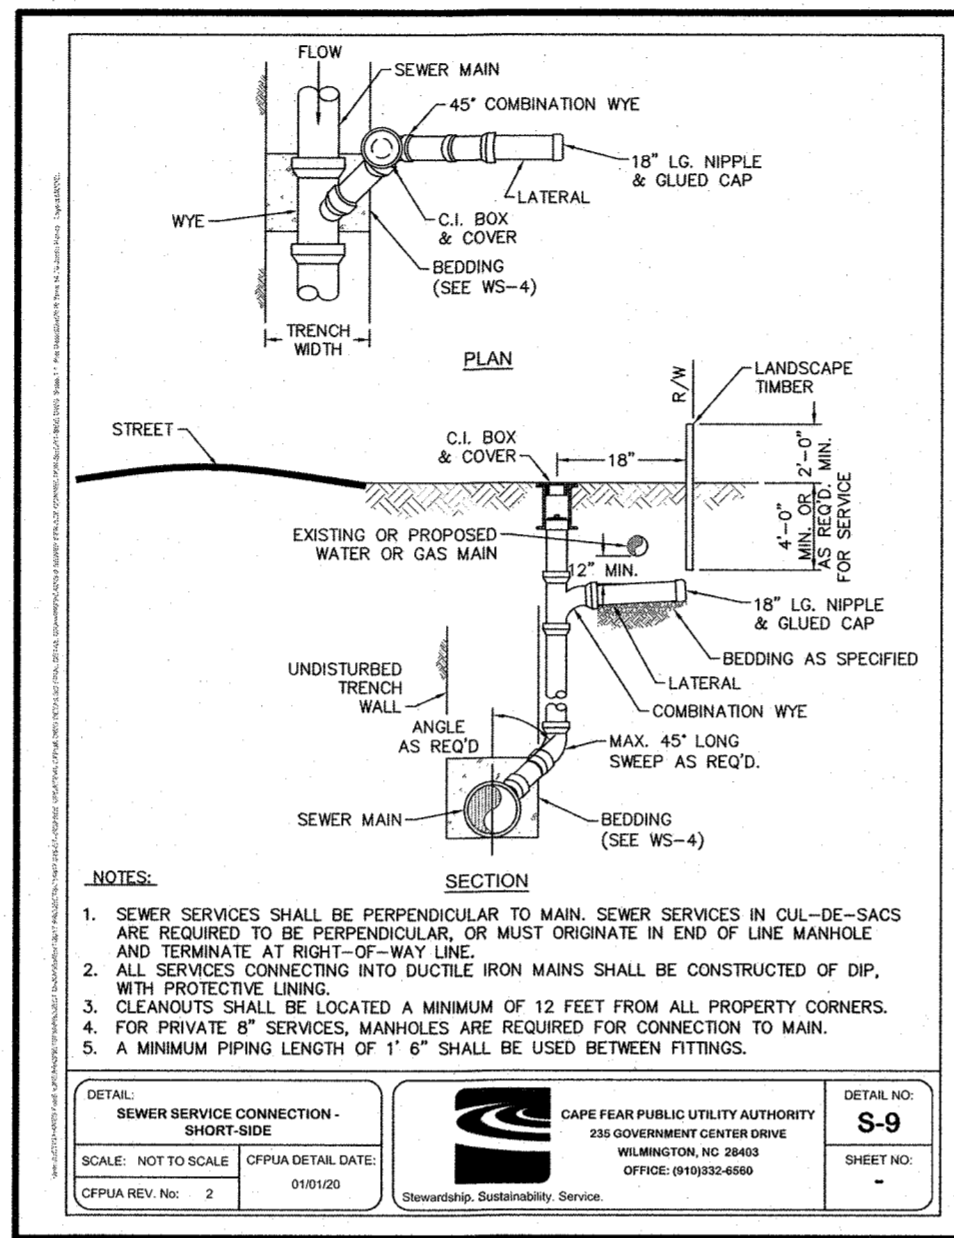 FLOW
SEWER MAIN
45° COMBINATION WYE
18" LG. NIPPLE
& GLUED CAP
LATERAL
WYE
C.I. BOX
& COVER
BEDDING
(SEE WS-4)
TRENCH
WIDTH
PLAN
R/W
LANDSCAPE
TIMBER
STREET
C.I. BOX
& COVER
18"
2'-0"
MIN.
4'-0"
MIN. OR
AS REQ'D.
FOR SERVICE
EXISTING OR PROPOSED
WATER OR GAS MAIN
12" MIN.
18" LG. NIPPLE
& GLUED CAP
BEDDING AS SPECIFIED
LATERAL
COMBINATION WYE
UNDISTURBED
TRENCH
WALL
ANGLE
AS REQ'D
MAX. 45° LONG
SWEEP AS REQ'D.
SEWER MAIN
BEDDING
(SEE WS-4)
SECTION
NOTES:
1. SEWER SERVICES SHALL BE PERPENDICULAR TO MAIN. SEWER SERVICES IN CUL-DE-SACS
ARE REQUIRED TO BE PERPENDICULAR, OR MUST ORIGINATE IN END OF LINE MANHOLE
AND TERMINATE AT RIGHT-OF-WAY LINE.
2. ALL SERVICES CONNECTING INTO DUCTILE IRON MAINS SHALL BE CONSTRUCTED OF DIP,
WITH PROTECTIVE LINING.
3. CLEANOUTS SHALL BE LOCATED A MINIMUM OF 12 FEET FROM ALL PROPERTY CORNERS.
4. FOR PRIVATE 8" SERVICES, MANHOLES ARE REQUIRED FOR CONNECTION TO MAIN.
5. A MINIMUM PIPING LENGTH OF 1' 6" SHALL BE USED BETWEEN FITTINGS.
DETAIL:
SEWER SERVICE CONNECTION -
SHORT-SIDE
SCALE: NOT TO SCALE
CFPUA DETAIL DATE:
01/01/20
CFPUA REV. No: 2
Stewardship. Sustainability. Service.
CAPE FEAR PUBLIC UTILITY AUTHORITY
235 GOVERNMENT CENTER DRIVE
WILMINGTON, NC 28403
OFFICE: (910)332-6560
DETAIL NO:
S-9
SHEET NO:
-